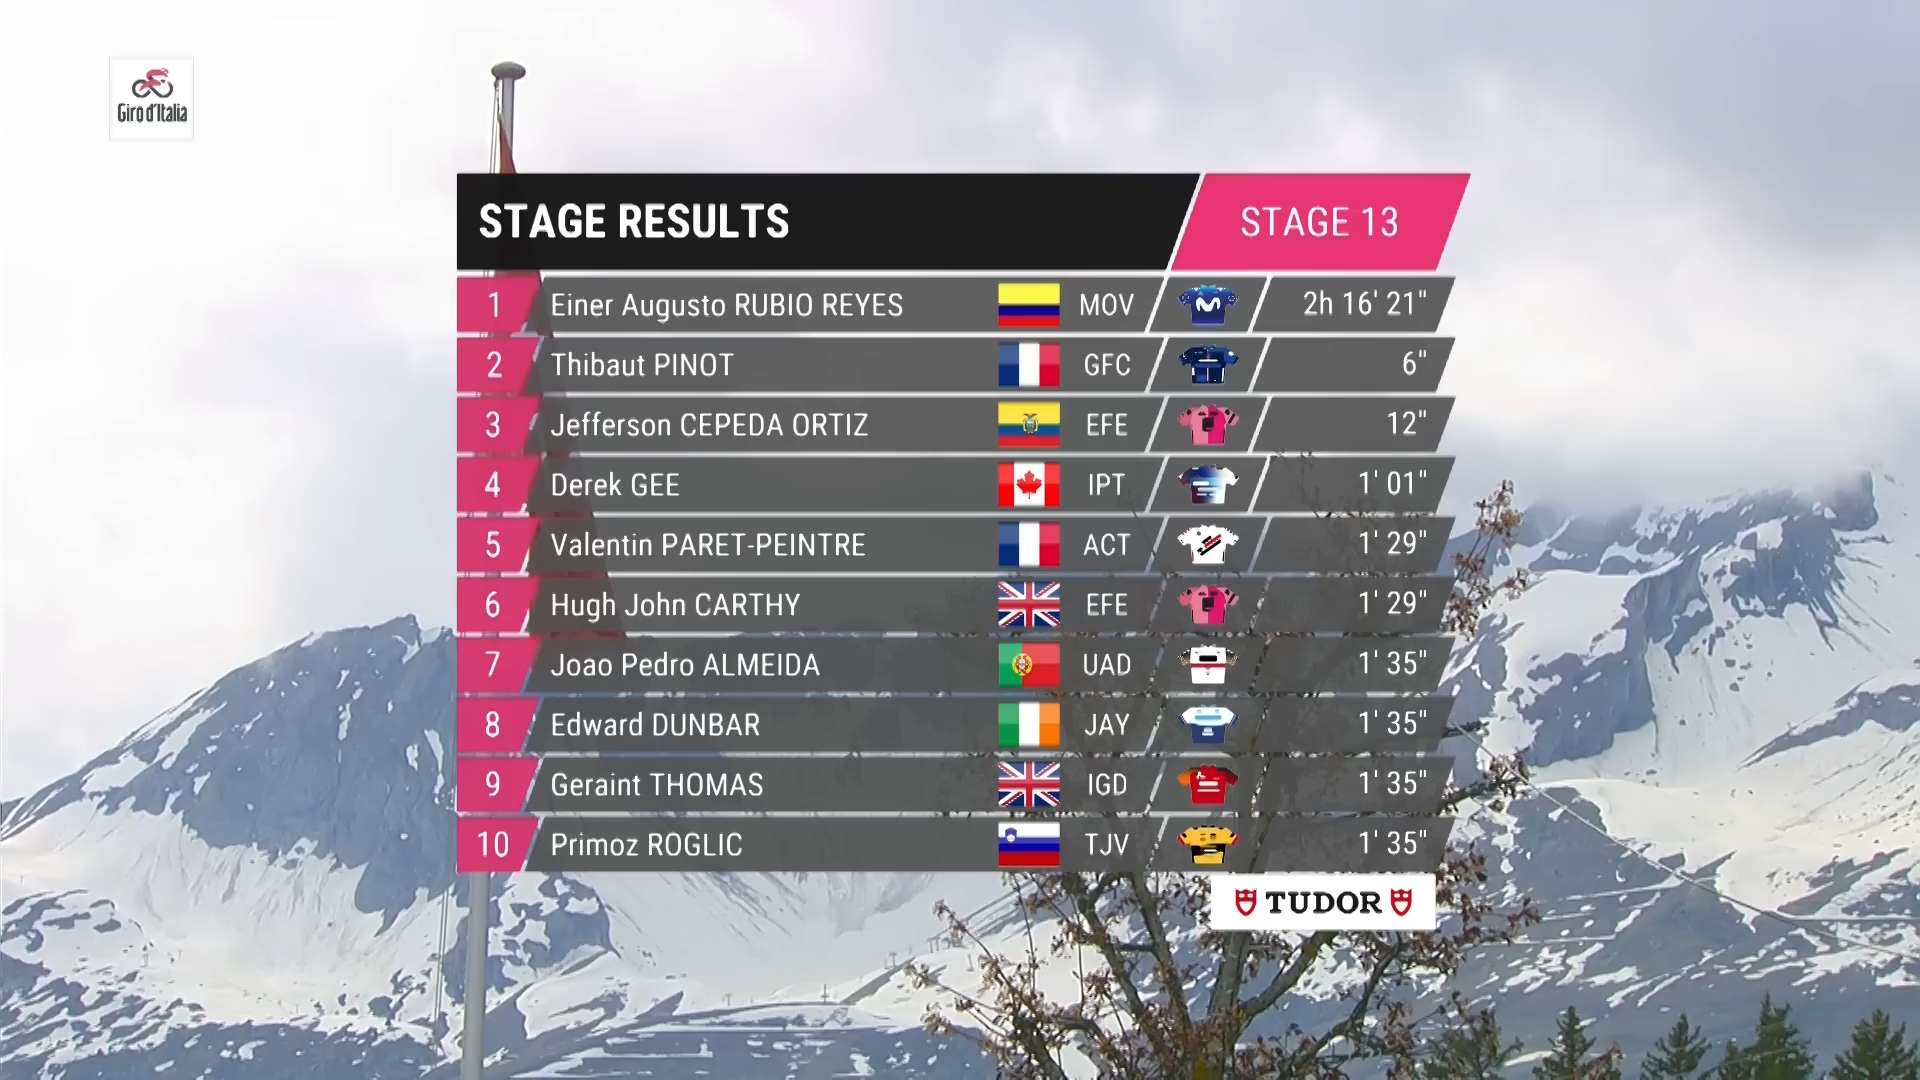 Giro d'Italia
STAGE RESULTS STAGE 13
1 Einer Augusto RUBIO REYES MOV 2h 16' 21"
2 Thibaut PINOT GFC 6"
3 Jefferson CEPEDA ORTIZ EFE 12"
4 Derek GEE IPT 1' 01"
5 Valentin PARET-PEINTRE ACT 1' 29"
6 Hugh John CARTHY EFE 1' 29"
7 Joao Pedro ALMEIDA UAD 1' 35"
8 Edward DUNBAR JAY 1' 35"
9 Geraint THOMAS IGD 1' 35"
10 Primoz ROGLIC TJV 1' 35"
TUDOR